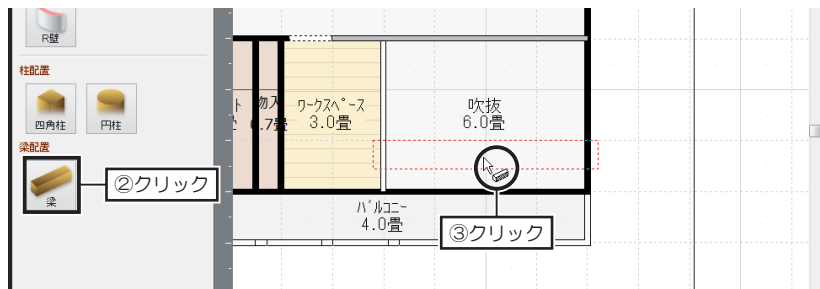 R壁
柱配置
四角柱
円柱
梁配置
梁
②クリック
ト
物入
0.7畳
ワークスペース
3.0畳
吹抜
6.0畳
バルコニー
4.0畳
③クリック